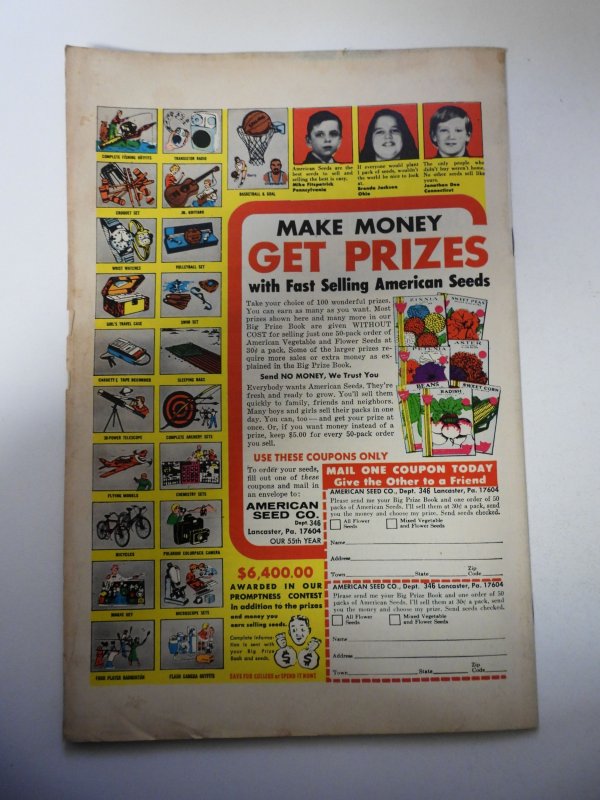 American Seeds are the
best seeds to sell and
selling the best is easy.
Mike Fitzpatrick
Pennsylvania
If everyone would plant
1 pack of seeds, wouldn't
the world be nice to look
at.
Brenda Jackson
Ohio
The only people who
didn't buy weren't home.
No other seeds sell like
yours.
Jonathan Dee
Connecticut
COMPLETE FISHING OUTFITS
TRANSISTOR RADIO
BASKETBALL & GOAL
CROQUET SET
JR. GUITARS
WRIST WATCHES
VOLLEYBALL SET
GIRL'S TRAVEL CASE
SWIM SET
CASSETTE TAPE RECORDER
SLEEPING BAGS
30-POWER TELESCOPE
COMPLETE ARCHERY SETS
FLYING MODELS
CHEMISTRY SETS
BICYCLES
POLAROID COLORPACK CAMERA
MICROSCOPE SETS
FOUR PLAYER BADMINTON
FLASH CAMERA OUTFITS
MAKE MONEY
GET PRIZES
with Fast Selling American Seeds
Take your choice of 100 wonderful prizes.
You can earn as many as you want. Most
prizes shown here and many more in our
Big Prize Book are given WITHOUT
COST for selling just one 50-pack order of
American Vegetable and Flower Seeds at
30¢ a pack. Some of the larger prizes re-
quire more sales or extra money as ex-
plained in the Big Prize Book.
Send NO MONEY, We Trust You
Everybody wants American Seeds. They're
fresh and ready to grow. You'll sell them
quickly to family, friends and neighbors.
Many boys and girls sell their packs in one
day. You can, too — and get your prize at
once. Or, if you want money instead of a
prize, keep $5.00 for every 50-pack order
you sell.
ZINNIA
SWEET PEAS
PETUNIA
ASTER
BEANS
RADISH
SWEET CORN
USE THESE COUPONS ONLY
To order your seeds,
fill out one of these
coupons and mail in
an envelope to:
AMERICAN
SEED CO.
Dept. 346
Lancaster, Pa. 17604
OUR 55th YEAR
$6,400.00
AWARDED IN OUR
PROMPTNESS CONTEST
In addition to the prizes
and money you
earn selling seeds.
Complete informa-
tion is sent with
your Big Prize
Book and seeds.
$ $
SAVE FOR COLLEGE or SPEND IT NOW!
MAIL ONE COUPON TODAY
Give the Other to a Friend
AMERICAN SEED CO., Dept. 346 Lancaster, Pa. 17604
Please send me your Big Prize Book and one order of 50
packs of American Seeds. I'll sell them at 30¢ a pack, send
you the money and choose my prize. Send seeds checked.
All Flower
Seeds
Mixed Vegetable
and Flower Seeds
Name
Address
Zip
Town State Code
AMERICAN SEED CO., Dept. 346 Lancaster, Pa. 17604
Please send me your Big Prize Book and one order of 50
packs of American Seeds. I'll sell them at 30¢ a pack, send
you the money and choose my prize. Send seeds checked.
All Flower
Seeds
Mixed Vegetable
and Flower Seeds
Name
Address
Zip
Town State Code